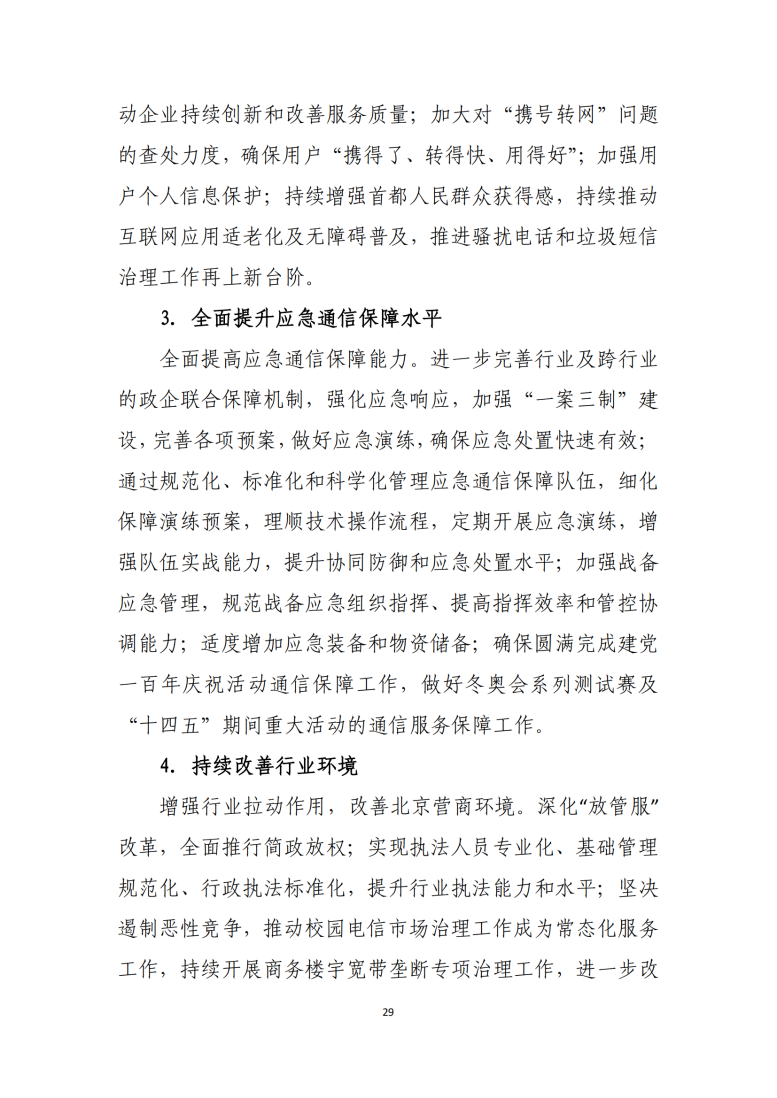 动企业持续创新和改善服务质量；加大对“携号转网”问题
的查处力度，确保用户“携得了、转得快、用得好”；加强用
户个人信息保护；持续增强首都人民群众获得感，持续推动
互联网应用适老化及无障碍普及，推进骚扰电话和垃圾短信
治理工作再上新台阶。
3. 全面提升应急通信保障水平
全面提高应急通信保障能力。进一步完善行业及跨行业
的政企联合保障机制，强化应急响应，加强“一案三制”建
设，完善各项预案，做好应急演练，确保应急处置快速有效；
通过规范化、标准化和科学化管理应急通信保障队伍，细化
保障演练预案，理顺技术操作流程，定期开展应急演练，增
强队伍实战能力，提升协同防御和应急处置水平；加强战备
应急管理，规范战备应急组织指挥、提高指挥效率和管控协
调能力；适度增加应急装备和物资储备；确保圆满完成建党
一百年庆祝活动通信保障工作，做好冬奥会系列测试赛及
“十四五”期间重大活动的通信服务保障工作。
4. 持续改善行业环境
增强行业拉动作用，改善北京营商环境。深化“放管服”
改革，全面推行简政放权；实现执法人员专业化、基础管理
规范化、行政执法标准化，提升行业执法能力和水平；坚决
遏制恶性竞争，推动校园电信市场治理工作成为常态化服务
工作，持续开展商务楼宇宽带垄断专项治理工作，进一步改
29